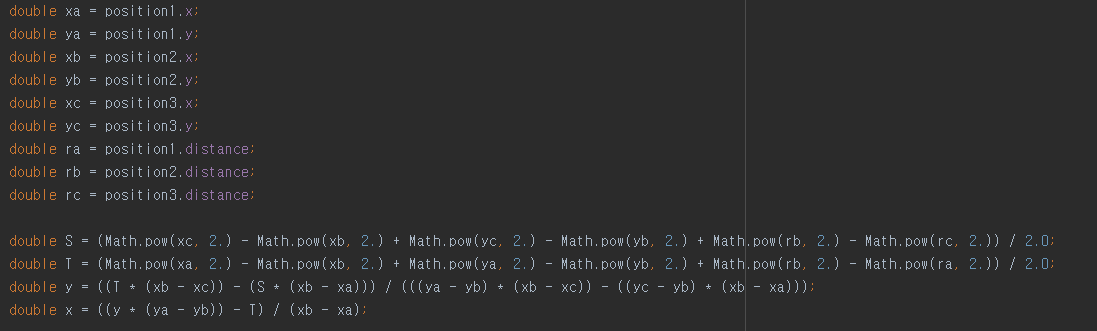 double xa = position1.x;
double ya = position1.y;
double xb = position2.x;
double yb = position2.y;
double xc = position3.x;
double yc = position3.y;
double ra = position1.distance;
double rb = position2.distance;
double rc = position3.distance;
double S = (Math.pow(xc, 2.) - Math.pow(xb, 2.) + Math.pow(yc, 2.) - Math.pow(yb, 2.) + Math.pow(rb, 2.) - Math.pow(rc, 2.)) / 2.0;
double T = (Math.pow(xa, 2.) - Math.pow(xb, 2.) + Math.pow(ya, 2.) - Math.pow(yb, 2.) + Math.pow(rb, 2.) - Math.pow(ra, 2.)) / 2.0;
double y = ((T * (xb - xc)) - (S * (xb - xa))) / (((ya - yb) * (xb - xc)) - ((yc - yb) * (xb - xa)));
double x = ((y * (ya - yb)) - T) / (xb - xa);